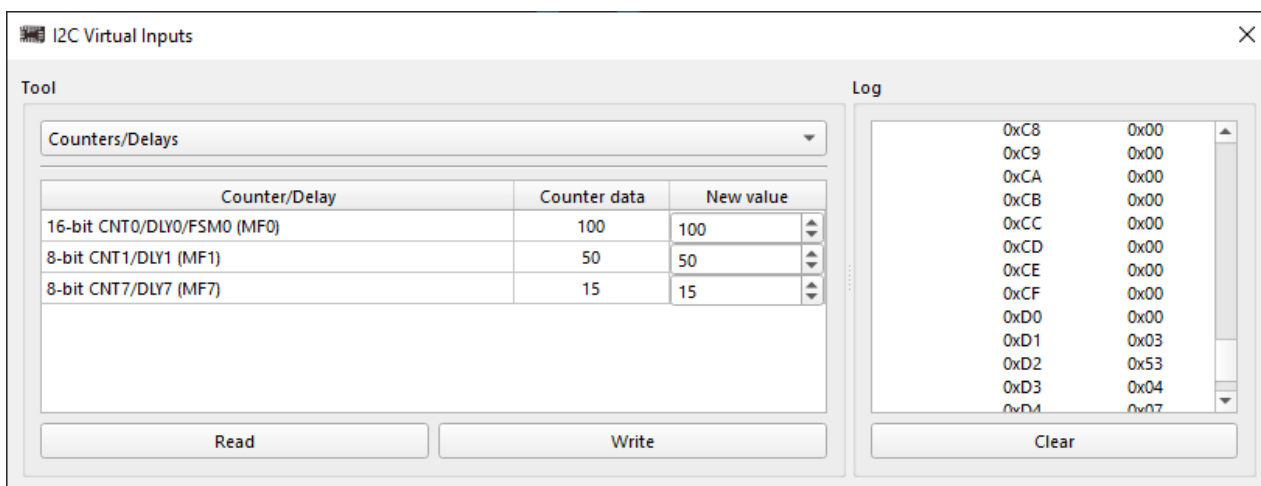 I2C Virtual Inputs
Tool
Counters/Delays
Counter/Delay Counter data New value
16-bit CNT0/DLY0/FSM0 (MF0) 100 100
8-bit CNT1/DLY1 (MF1) 50 50
8-bit CNT7/DLY7 (MF7) 15 15
Read Write
Log
0xC8 0x00
0xC9 0x00
0xCA 0x00
0xCB 0x00
0xCC 0x00
0xCD 0x00
0xCE 0x00
0xCF 0x00
0xD0 0x00
0xD1 0x03
0xD2 0x53
0xD3 0x04
0xD4 0x07
Clear